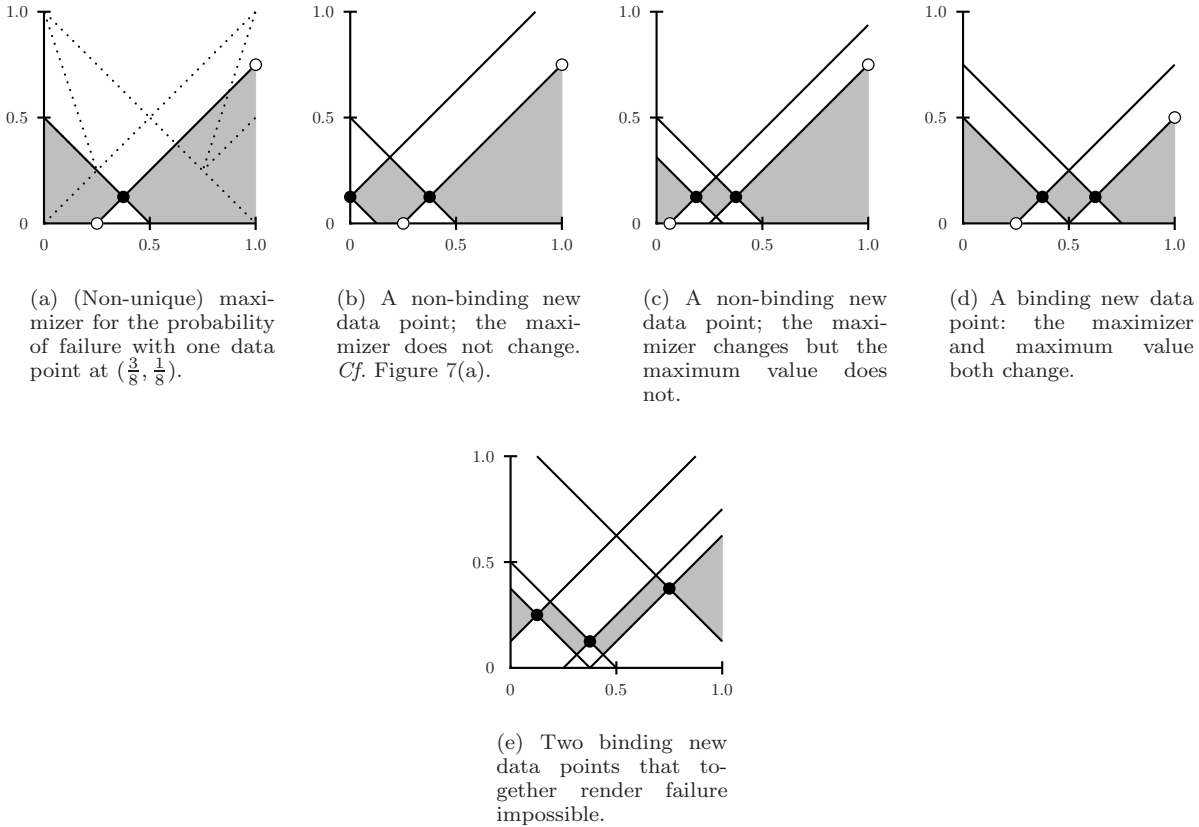 1.0
0.5
0
0
0.5
1.0
1.0
0.5
0
0
0.5
1.0
1.0
0.5
0
0
0.5
1.0
1.0
0.5
0
0
0.5
1.0
(a) (Non-unique) maxi-
mizer for the probability
of failure with one data
point at (3/8, 1/8).
(b) A non-binding new
data point; the maxi-
mizer does not change.
Cf. Figure 7(a).
(c) A non-binding new
data point; the maxi-
mizer changes but the
maximum value does
not.
(d) A binding new data
point: the maximizer
and maximum value
both change.
1.0
0.5
0
0
0.5
1.0
(e) Two binding new
data points that to-
gether render failure
impossible.